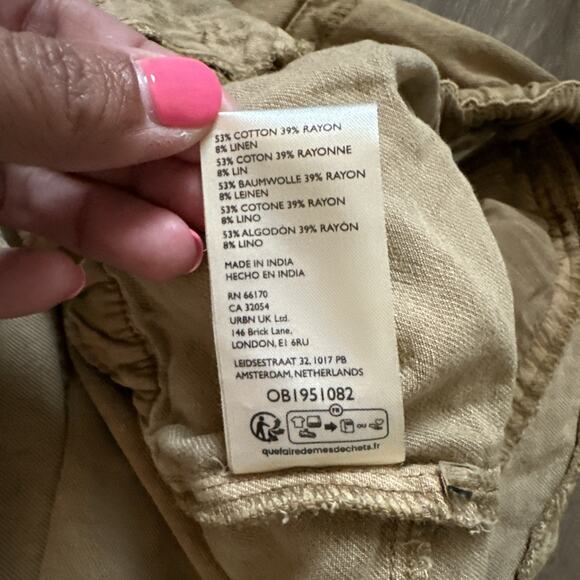 53% COTTON 39% RAYON
8% LINEN
53% COTON 39% RAYONNE
8% LIN
53% BAUMWOLLE 39% RAYON
8% LEINEN
53% COTONE 39% RAYON
8% LINO
53% ALGODÓN 39% RAYÓN
8% LINO
MADE IN INDIA
HECHO EN INDIA
RN 66170
CA 32054
URBN UK Ltd.
146 Brick Lane,
LONDON, E1 6RU
LEIDSESTRAAT 32, 1017 PB
AMSTERDAM, NETHERLANDS
OB1951082
FR
OU
quefairedemesdechets.fr